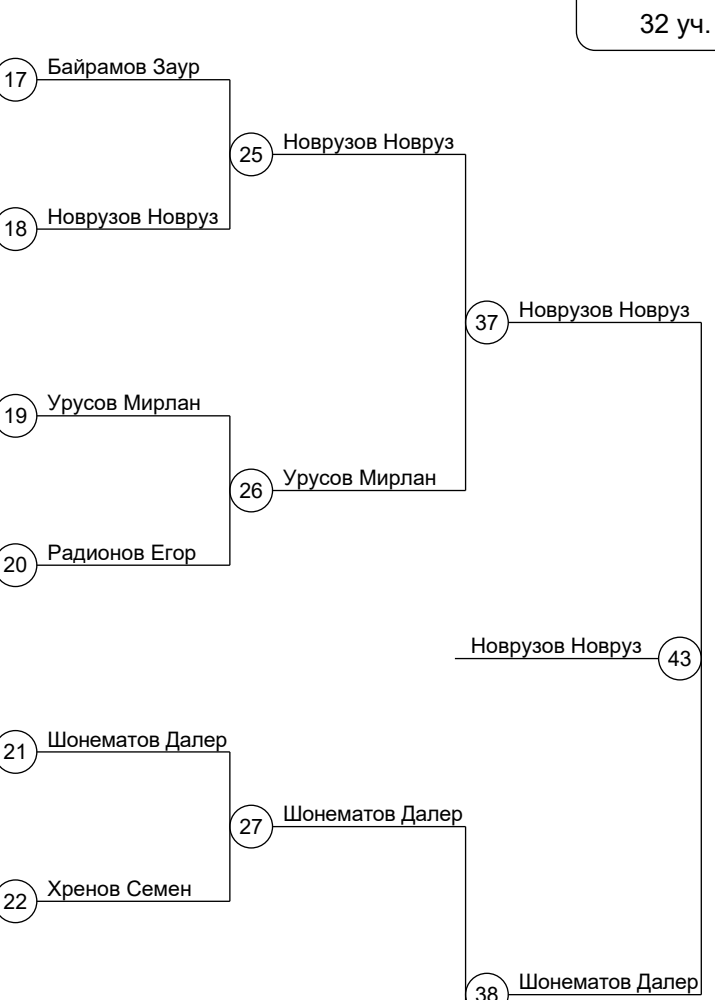 32 уч.
17 Байрамов Заур
25 Новрузов Новруз
18 Новрузов Новруз
37 Новрузов Новруз
19 Урусов Мирлан
26 Урусов Мирлан
20 Радионов Егор
Новрузов Новруз 43
21 Шонематов Далер
27 Шонематов Далер
22 Хренов Семен
38 Шонематов Далер